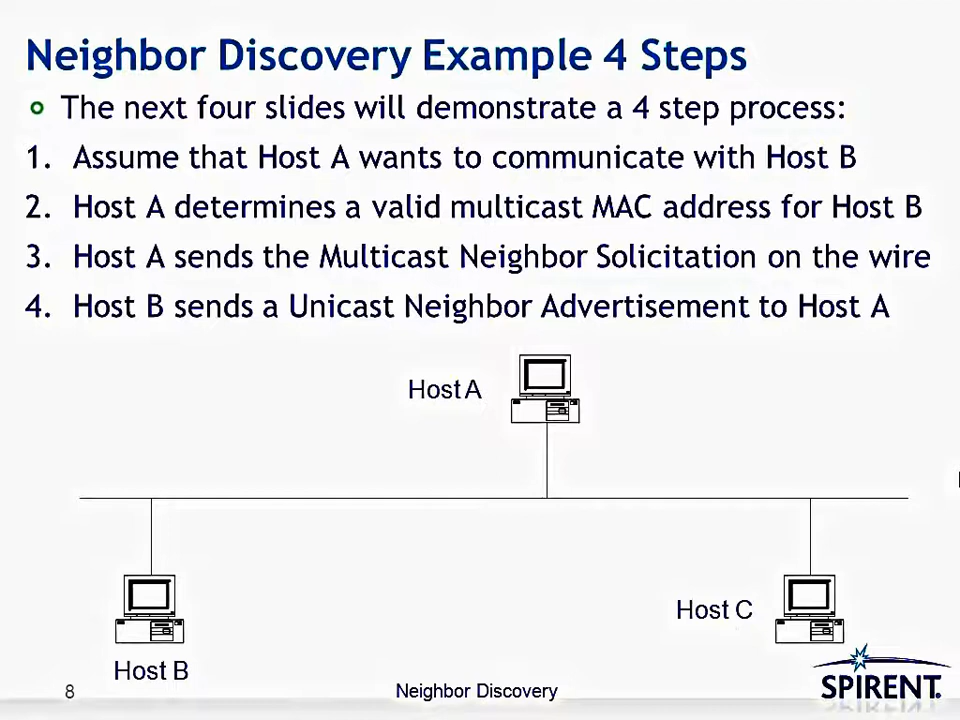 Neighbor Discovery Example 4 Steps
The next four slides will demonstrate a 4 step process:
1. Assume that Host A wants to communicate with Host B
2. Host A determines a valid multicast MAC address for Host B
3. Host A sends the Multicast Neighbor Solicitation on the wire
4. Host B sends a Unicast Neighbor Advertisement to Host A
Host A
Host C
Host B
8
Neighbor Discovery
SPIRENT.